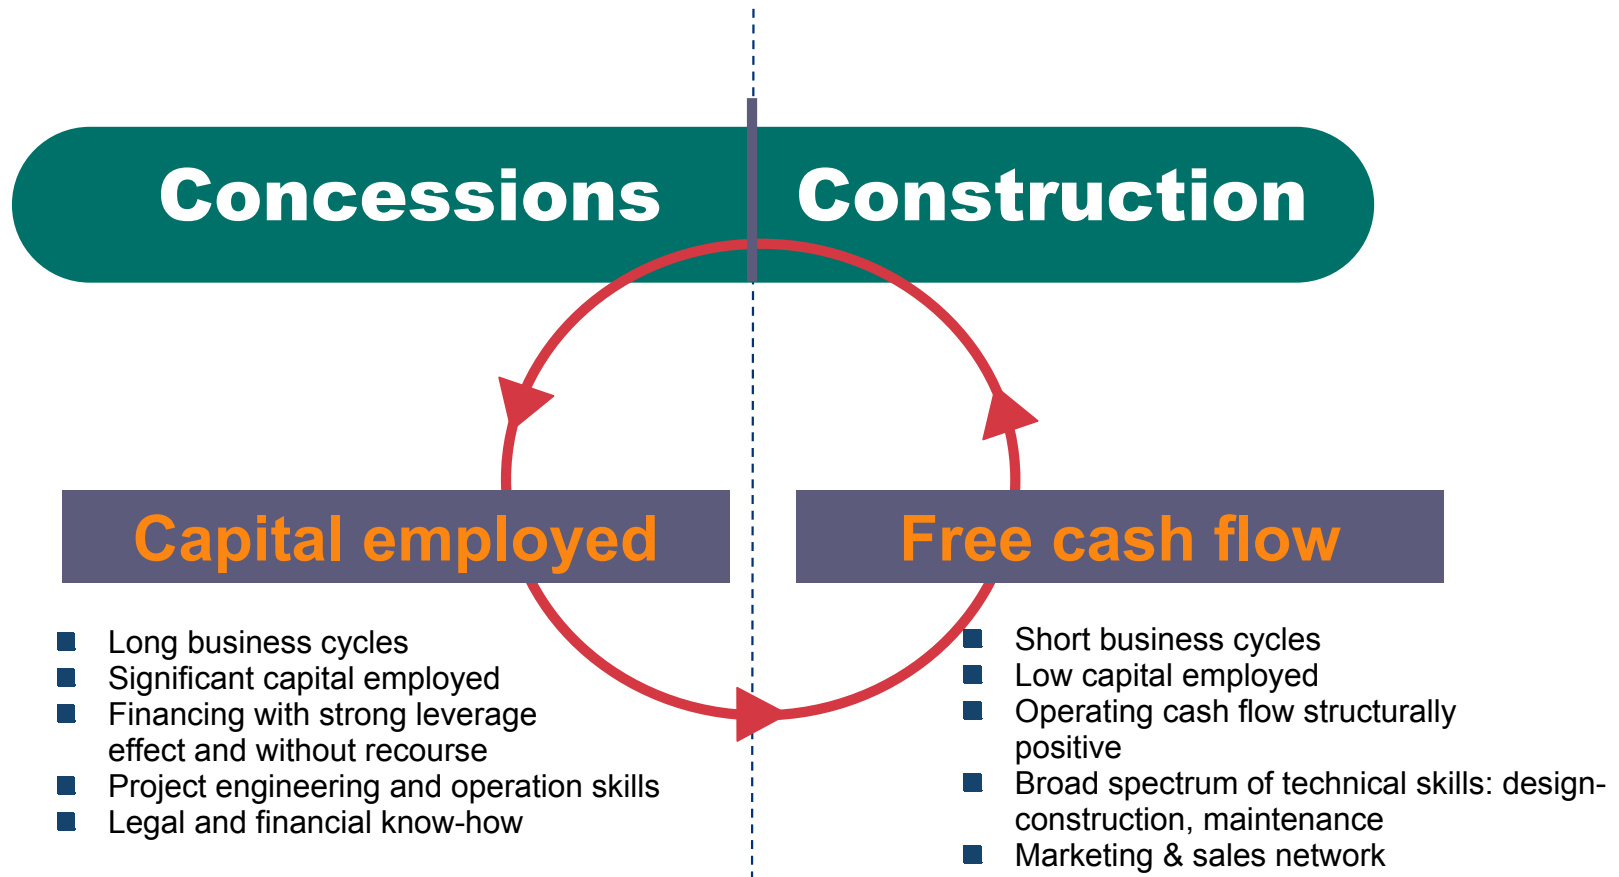 Concessions
Construction
Capital employed
Free cash flow
Long business cycles
Significant capital employed
Financing with strong leverage
effect and without recourse
Project engineering and operation skills
Legal and financial know-how
Short business cycles
Low capital employed
Operating cash flow structurally
positive
Broad spectrum of technical skills: design-
construction, maintenance
Marketing & sales network